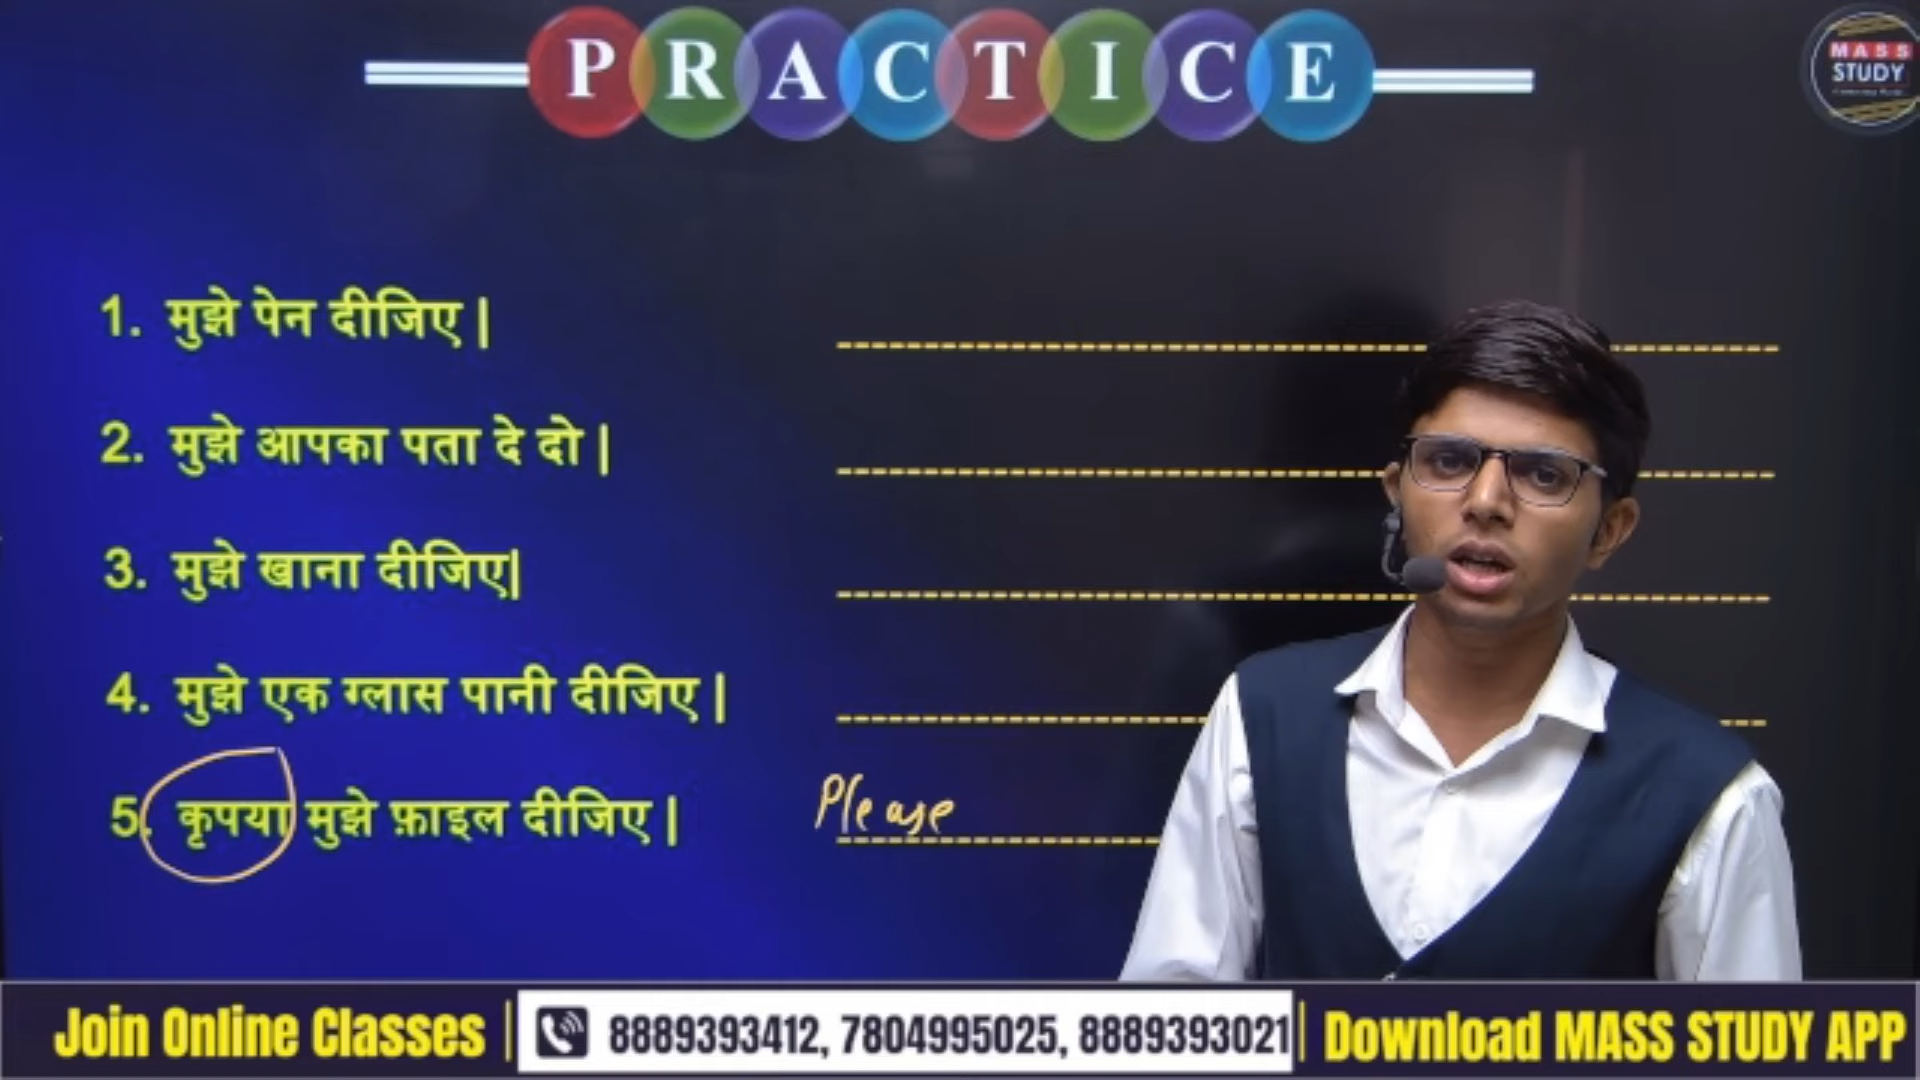 PRACTICE
MASS
STUDY
1. मुझे पेन दीजिए |
2. मुझे आपका पता दे दो |
3. मुझे खाना दीजिए|
4. मुझे एक ग्लास पानी दीजिए |
5. कृपया मुझे फ़ाइल दीजिए |
Please
Join Online Classes | 8889393412, 7804995025, 8889393021 | Download MASS STUDY APP